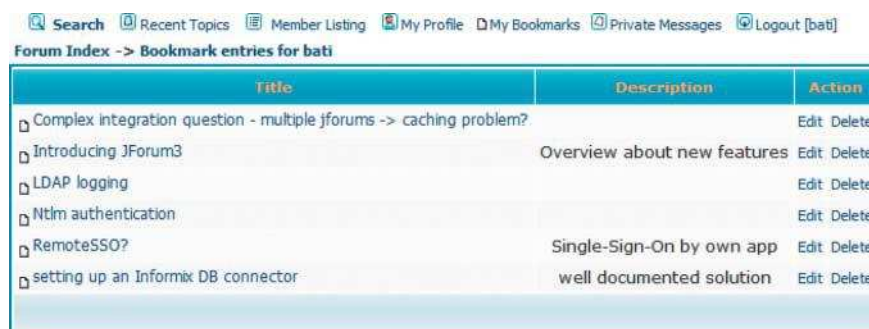 Search Recent Topics Member Listing My Profile My Bookmarks Private Messages Logout [bati]
Forum Index -> Bookmark entries for bati
Title Description Action
Complex integration question - multiple jforums -> caching problem? Edit Delete
Introducing JForum3 Overview about new features Edit Delete
LDAP logging Edit Delete
Ntlm authentication Edit Delete
RemoteSSO? Single-Sign-On by own app Edit Delete
setting up an Informix DB connector well documented solution Edit Delete